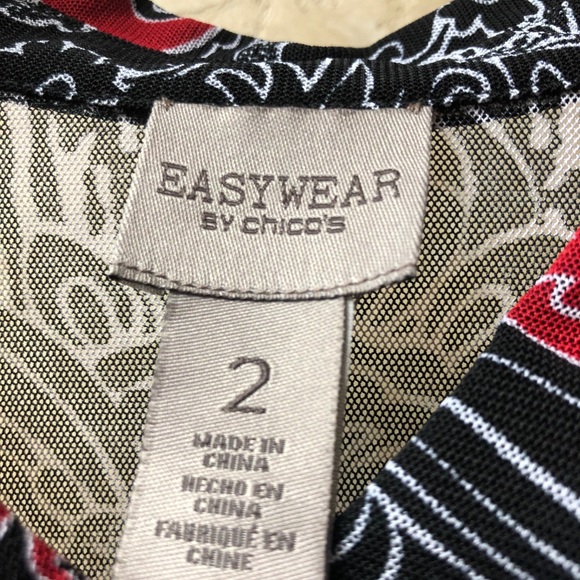 EASYWEAR
BY chico's
2
MADE IN
CHINA
HECHO EN
CHINA
FABRIQUÉ EN
CHINE